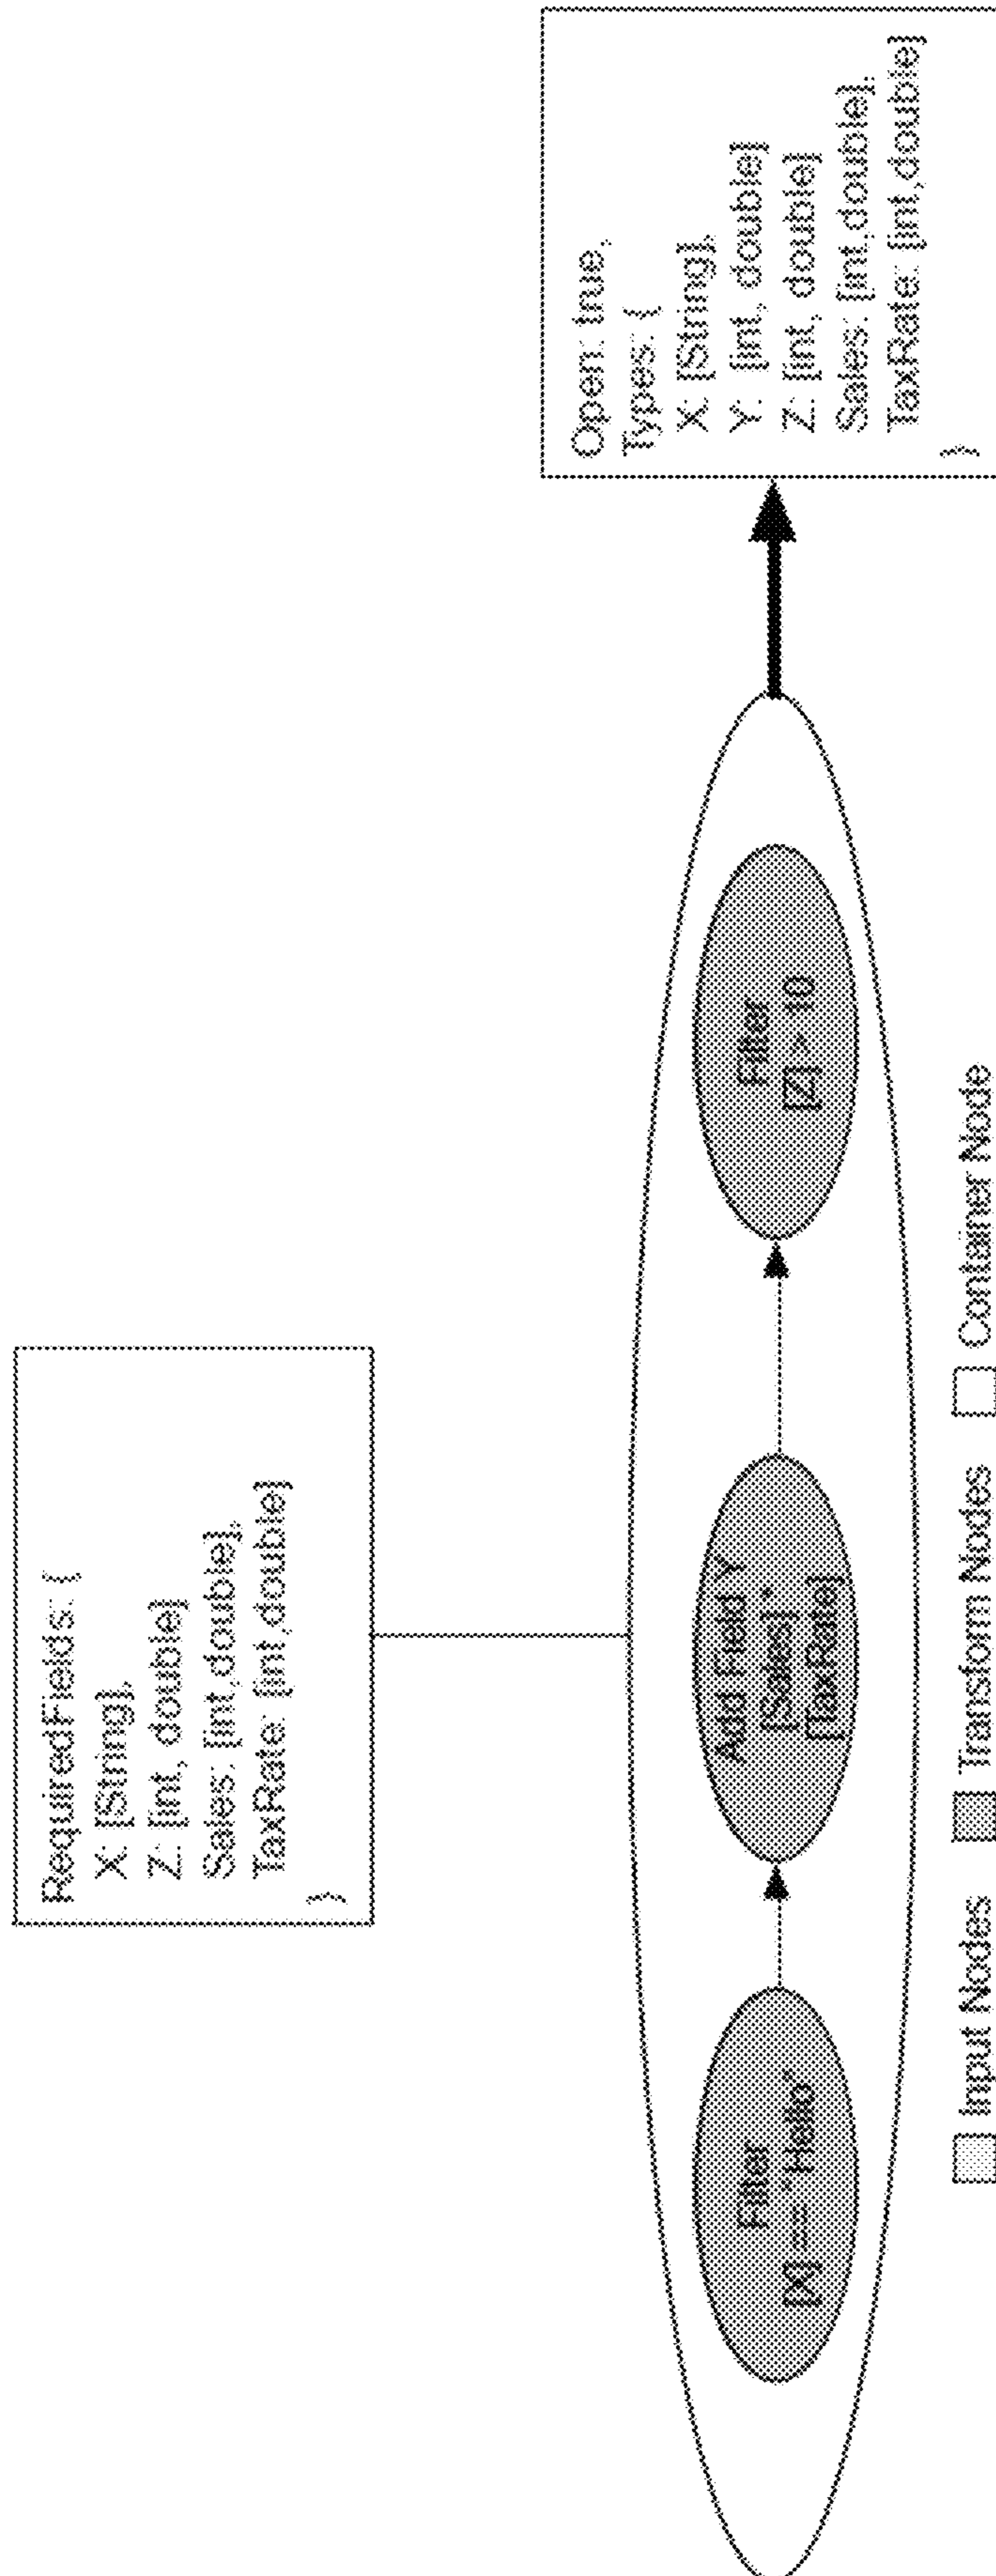 RequiredFields: {
X: [String],
Z: [int, double]
Sales: [int,double],
TaxRate: [int,double]
}
Filter
[X] == "Hello"
Add Field Y
[Sales] *
[TaxRate]
Filter
[Z] > 10
Open: true,
Types: {
X: [String],
Y: [int, double]
Z: [int, double]
Sales: [int,double],
TaxRate: [int,double]
}
Input Nodes
Transform Nodes
Container Node